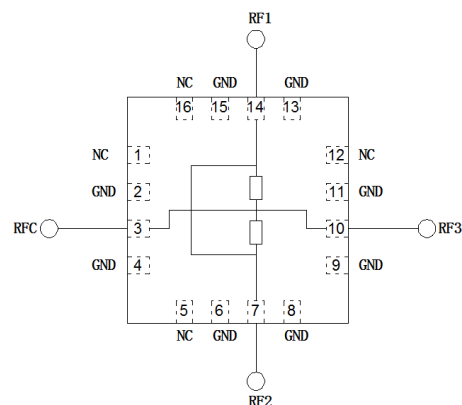 RF1
NC GND GND
16 15 14 13
NC 1 12 NC
GND 2 11 GND
RFC 3 10 RF3
GND 4 9 GND
5 6 7 8
NC GND GND
RF2